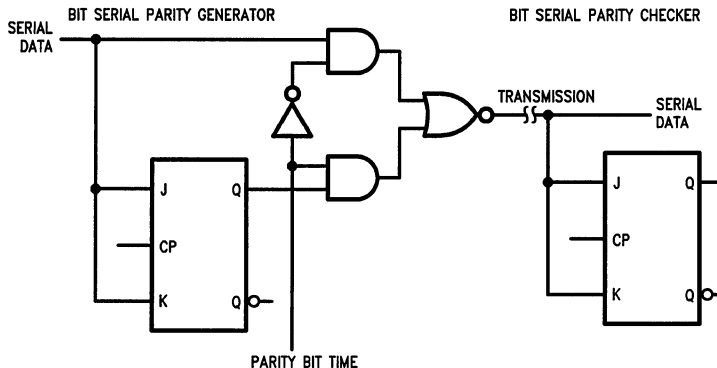 BIT SERIAL PARITY GENERATOR
BIT SERIAL PARITY CHECKER
SERIAL
DATA
TRANSMISSION
SERIAL
DATA
J
Q
CP
K
Q
J
Q
CP
K
Q
PARITY BIT TIME